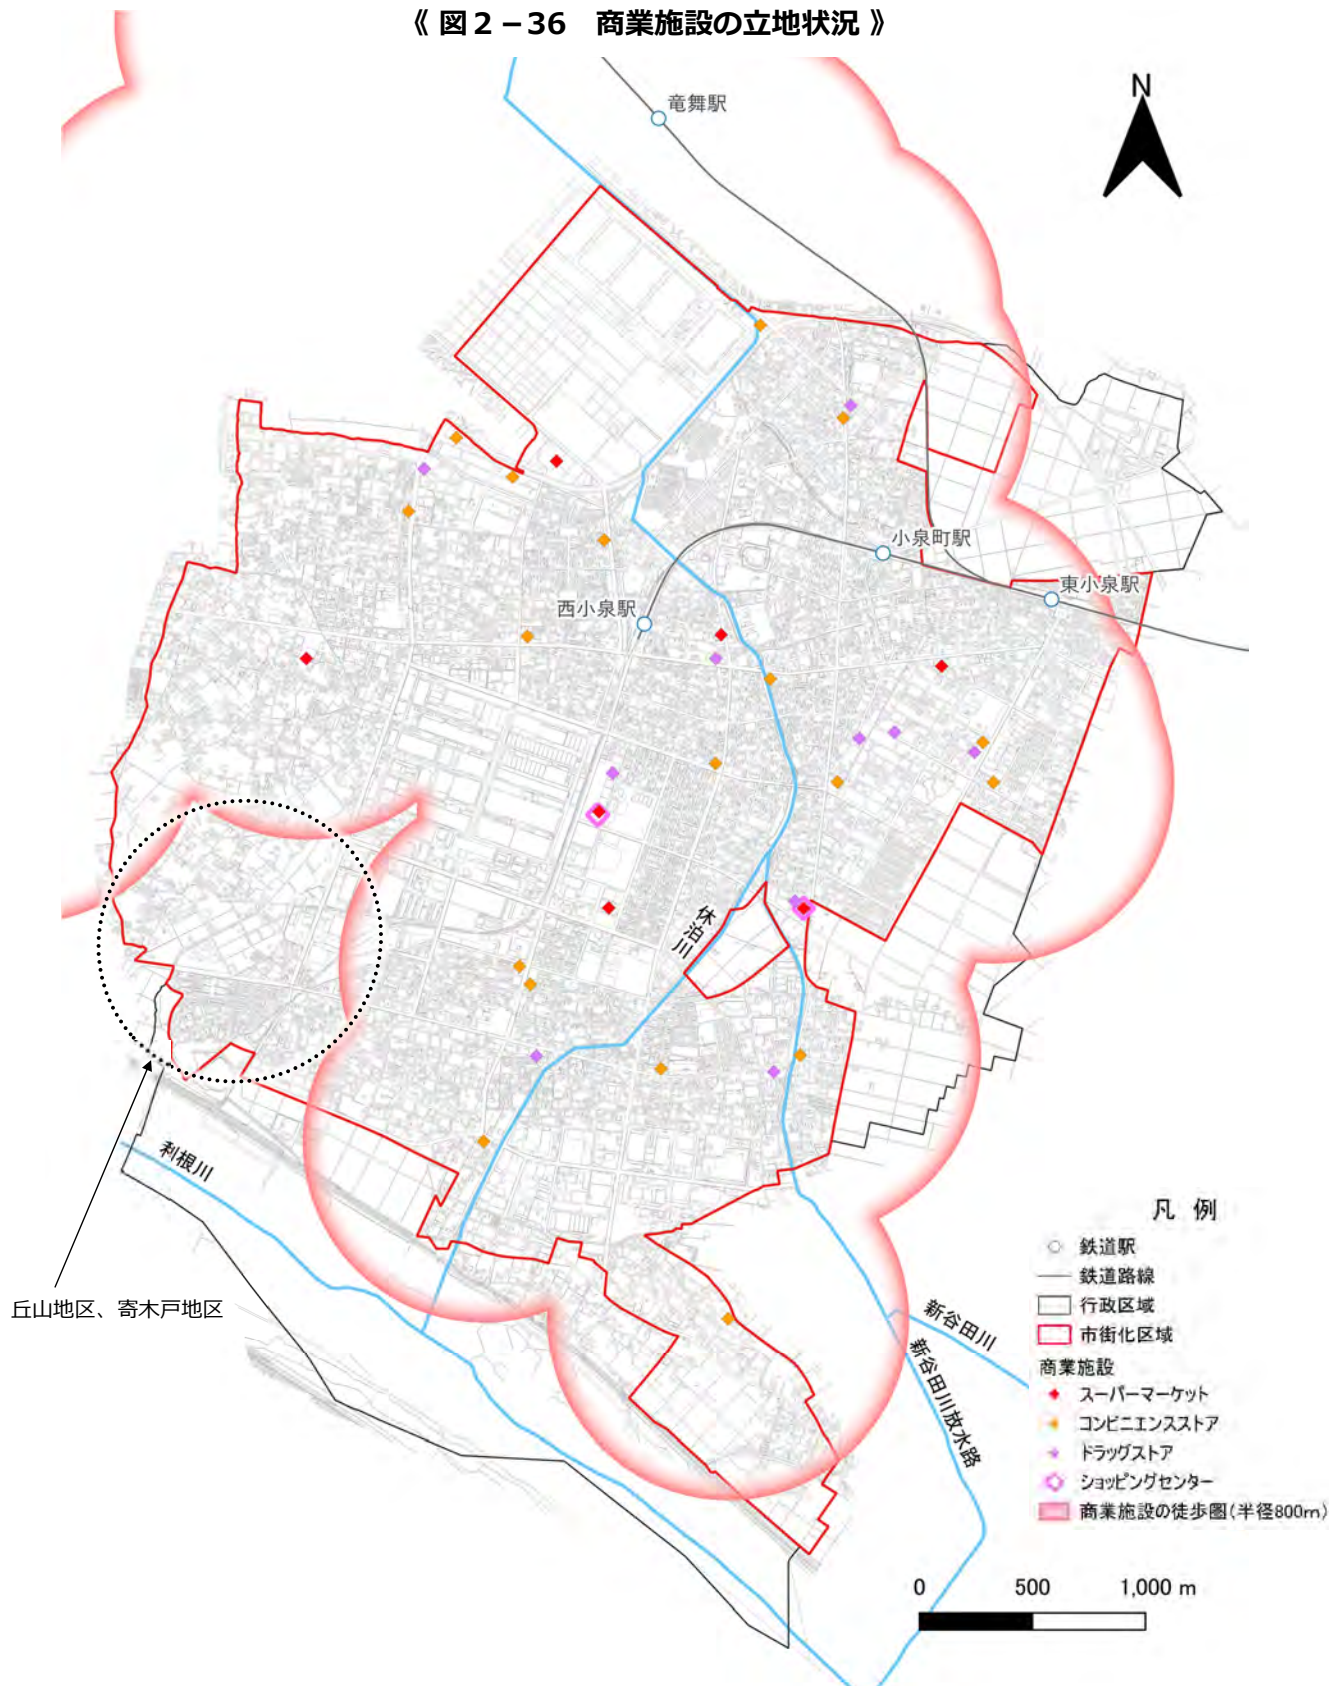 《 図２－36　商業施設の立地状況 》
N
竜舞駅
小泉町駅
東小泉駅
西小泉駅
休泊川
利根川
丘山地区、寄木戸地区
新谷田川
新谷田川放水路
凡 例
鉄道駅
鉄道路線
行政区域
市街化区域
商業施設
スーパーマーケット
コンビニエンスストア
ドラッグストア
ショッピングセンター
商業施設の徒歩圏(半径800m)
0 500 1,000 m